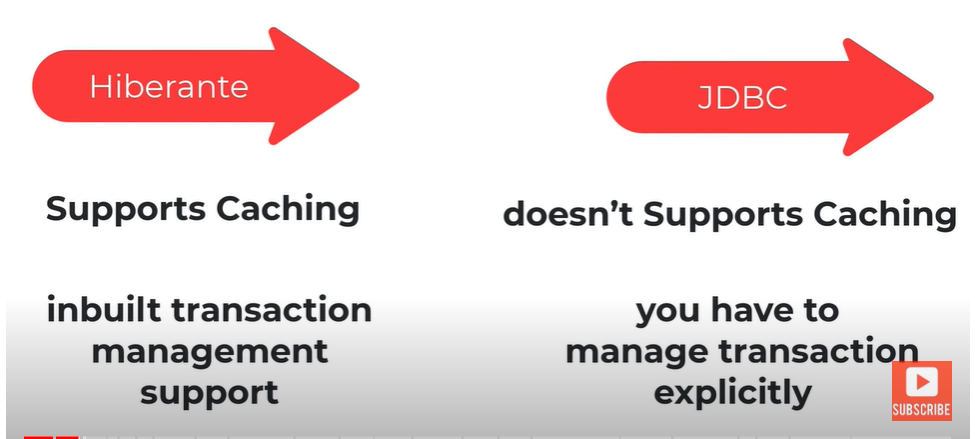 Hiberante
JDBC
Supports Caching
doesn't Supports Caching
inbuilt transaction
management
support
you have to
manage transaction
explicitly
SUBSCRIBE